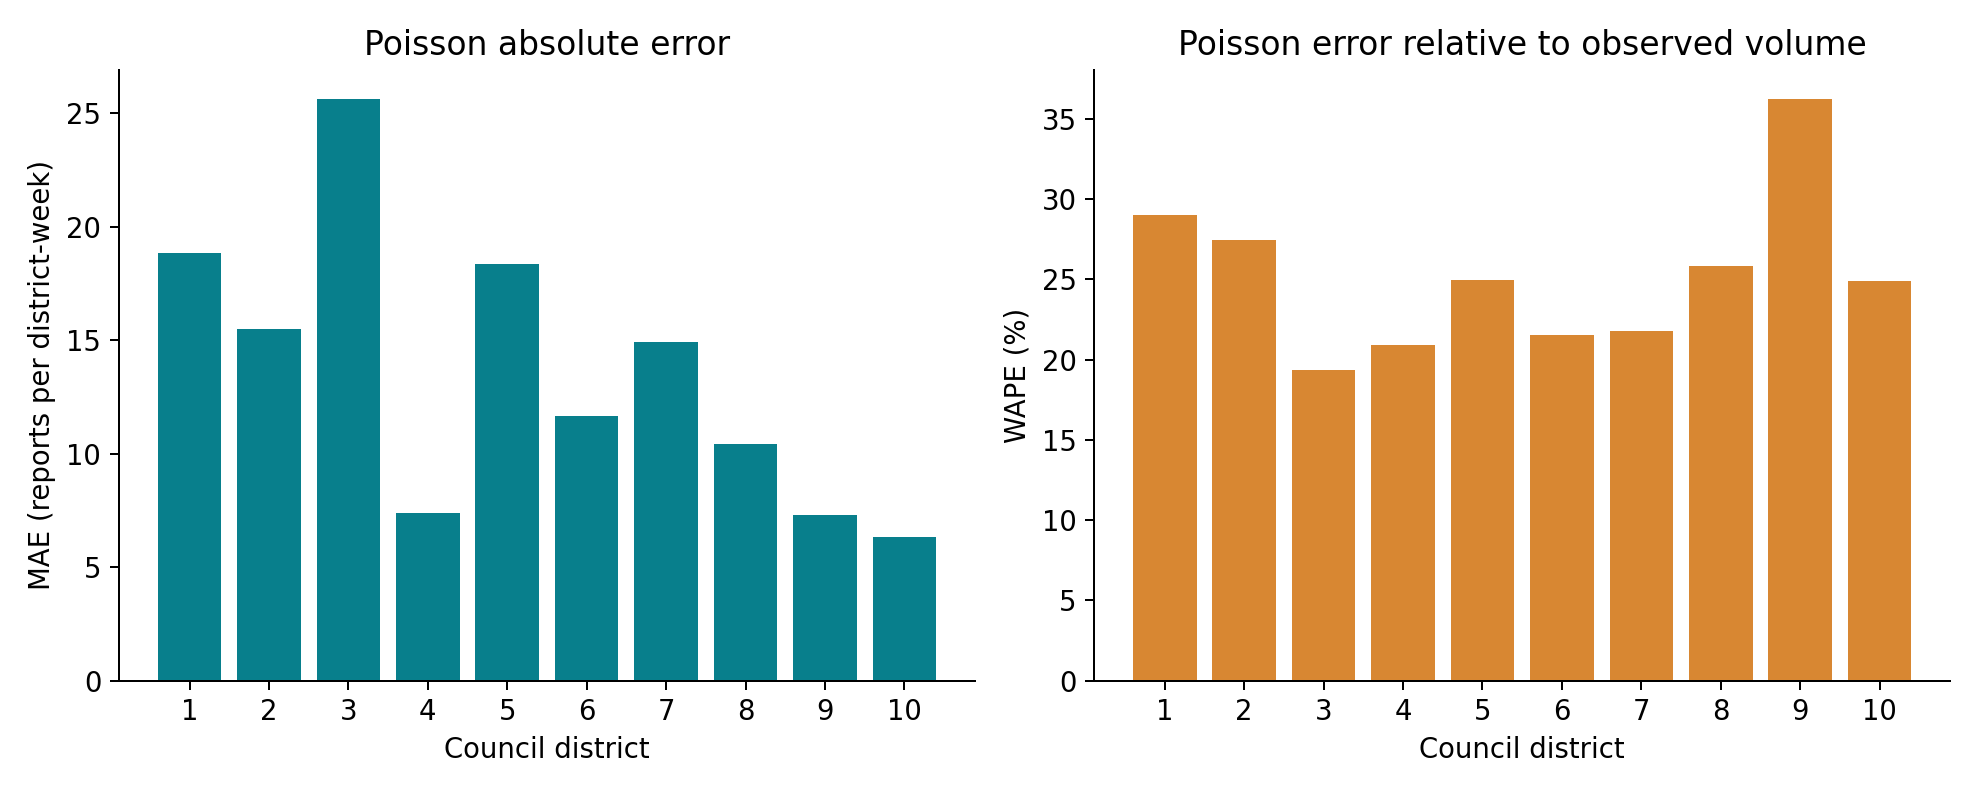 Poisson absolute error
MAE (reports per district-week)
25
20
15
10
5
0
1 2 3 4 5 6 7 8 9 10
Council district
Poisson error relative to observed volume
WAPE (%)
35
30
25
20
15
10
5
0
1 2 3 4 5 6 7 8 9 10
Council district